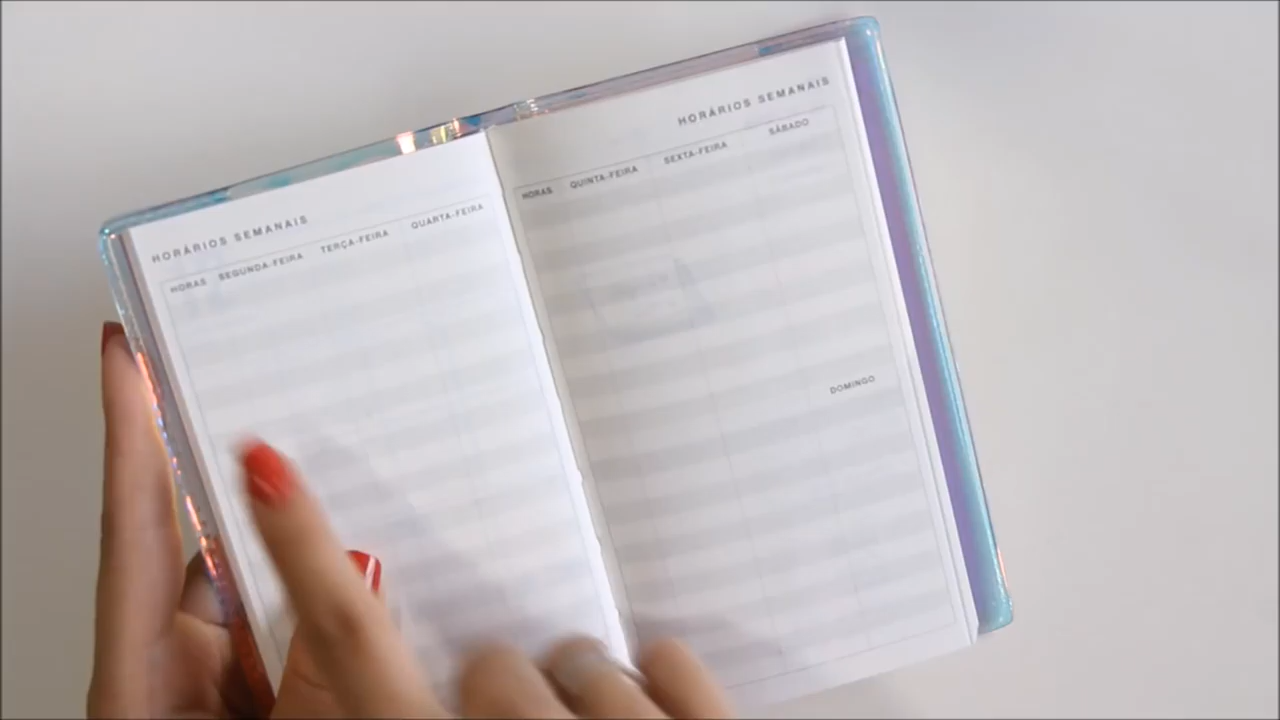 HORÁRIOS SEMANAIS
HORAS SEGUNDA-FEIRA TERÇA-FEIRA QUARTA-FEIRA
HORÁRIOS SEMANAIS
HORAS QUINTA-FEIRA SEXTA-FEIRA SÁBADO
DOMINGO